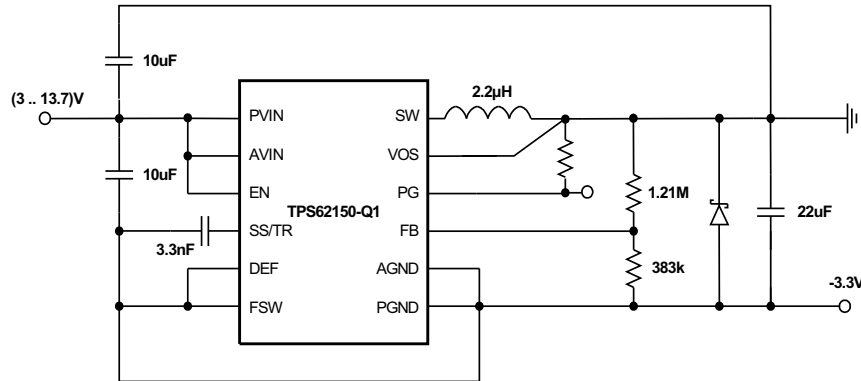 10uF
(3 .. 13.7)V
10uF
3.3nF
PVIN
AVIN
EN
SS/TR
DEF
FSW
TPS62150-Q1
SW
VOS
PG
FB
AGND
PGND
2.2µH
1.21M
383k
22uF
-3.3V